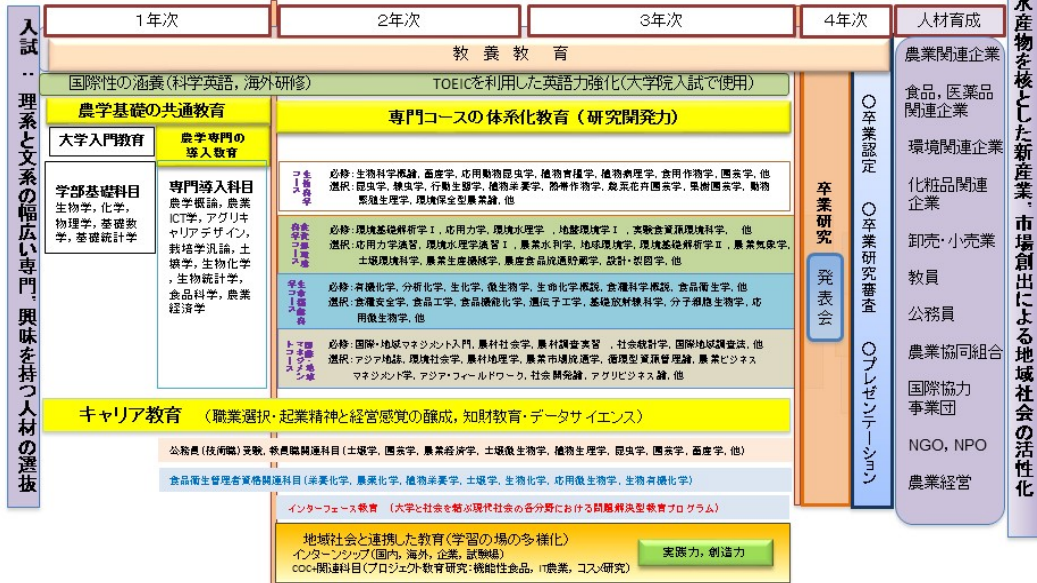 入試:理系と文系の幅広い専門,興味を持つ人材の選抜
1年次
2年次
3年次
4年次
人材育成
教養教育
国際性の涵養(科学英語,海外研修)
TOEICを利用した英語力強化(大学院入試で使用)
農学基礎の共通教育
大学入門教育
農学専門の
導入教育
学部基礎科目
生物学,化学,
物理学,基礎数
学,基礎統計学
専門導入科目
農学概論,農業
ICT学,アグリキ
ャリアデザイン,
栽培学汎論,土
壌学,生物化学
,生物統計学,
食品科学,農業
経済学
専門コースの体系化教育(研究開発力)
生物科学
コース
必修:生物科学概論,畜産学,応用動物昆虫学,植物育種学,植物病理学,食用作物学,園芸学,他
選択:昆虫学,線虫学,行動生態学,植物栄養学,熱帯作物学,蔬菜花卉園芸学,果樹園芸学,動物
繁殖生理学,環境保全型農業論,他
食資源環境
科学コース
必修:環境基礎解析学Ⅰ,応用力学,環境水理学,地盤環境学Ⅰ,実験食資源環境科学,他
選択:応用力学演習,環境水理学演習Ⅰ,農業水利学,地球環境学,環境基礎解析学Ⅱ,農業気象学,
土壌環境科学,農業生産機械学,農産食品流通貯蔵学,設計・製図学,他
生命機能科
学コース
必修:有機化学,分析化学,生化学,微生物学,生命化学概説,食糧科学概説,食品衛生学,他
選択:食糧安全学,食品工学,食品機能化学,遺伝子工学,基礎放射線科学,分子細胞生物学,応
用微生物学,他
国際・地域
マネジメン
トコース
必修:国際・地域マネジメント入門,農村社会学,農村調査実習,社会統計学,国際地域調査法,他
選択:アジア地誌,環境社会学,農村地理学,農業市場流通学,循環型資源管理論,農業ビジネス
マネジメント学,アジア・フィールドワーク,社会開発論,アグリビジネス論,他
キャリア教育 (職業選択・起業精神と経営感覚の醸成,知財教育・データサイエンス)
公務員(技術職)受験,教員職関連科目(土壌学,園芸学,農業経済学,土壌微生物学,植物生理学,昆虫学,園芸学,畜産学,他)
食品衛生管理者資格関連科目(栄養化学,農薬化学,植物栄養学,土壌学,生物化学,応用微生物学,生物有機化学)
インターフェース教育 (大学と社会を結ぶ現代社会の各分野における問題解決型教育プログラム)
地域社会と連携した教育(学習の場の多様化)
インターンシップ(国内,海外,企業,試験場)
COC+関連科目(プロジェクト教育研究:機能性食品,IT農業,コスメ研究)
実践力,創造力
卒業研究
発表会
○卒業認定 ○卒業研究審査 ○プレゼンテーション
農業関連企業
食品,医薬品
関連企業
環境関連企業
化粧品関連
企業
卸売・小売業
教員
公務員
農業協同組合
国際協力
事業団
NGO, NPO
農業経営
水産物を核とした新産業,市場創出による地域社会の活性化